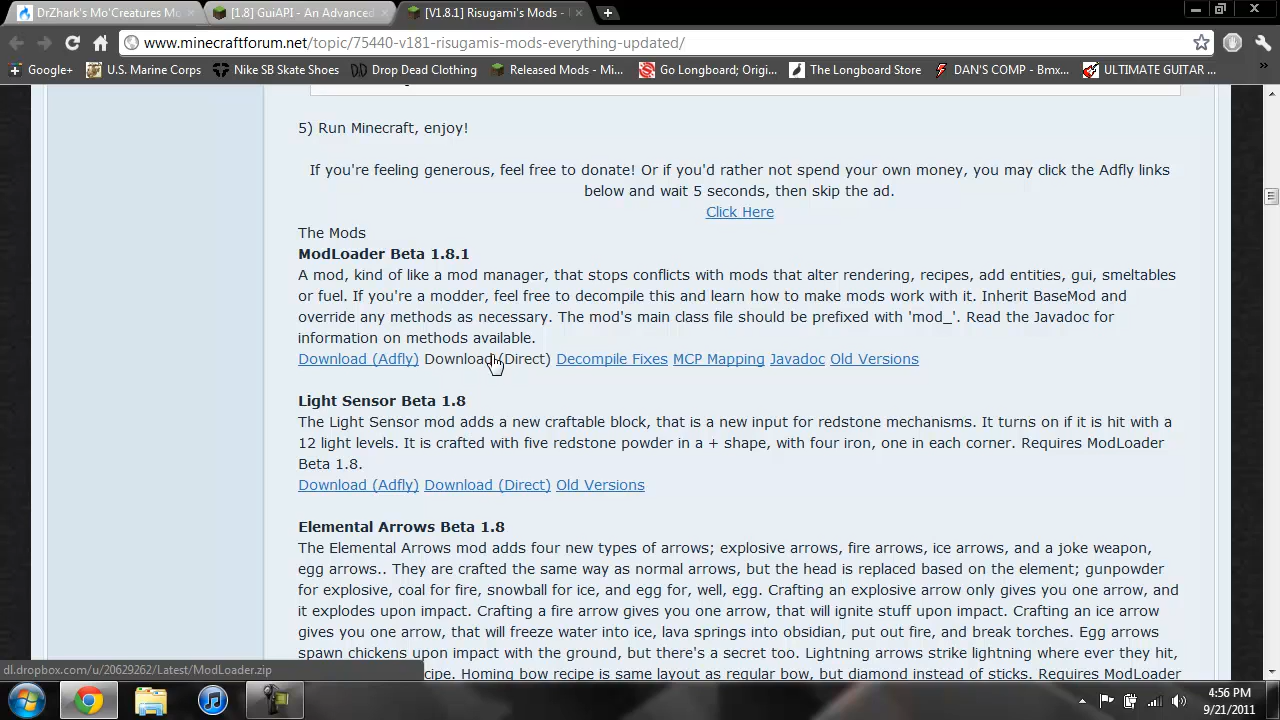 DrZhark's Mo'Creatures Mo
[1.8] GuiAPI - An Advanced
[V1.8.1] Risugami's Mods -
www.minecraftforum.net/topic/75440-v181-risugamis-mods-everything-updated/
Google+
U.S. Marine Corps
Nike SB Skate Shoes
Drop Dead Clothing
Released Mods - Mi...
Go Longboard; Origi...
The Longboard Store
DAN'S COMP - Bmx...
ULTIMATE GUITAR ...
5) Run Minecraft, enjoy!
If you're feeling generous, feel free to donate! Or if you'd rather not spend your own money, you may click the Adfly links
below and wait 5 seconds, then skip the ad.
Click Here
The Mods
ModLoader Beta 1.8.1
A mod, kind of like a mod manager, that stops conflicts with mods that alter rendering, recipes, add entities, gui, smeltables
or fuel. If you're a modder, feel free to decompile this and learn how to make mods work with it. Inherit BaseMod and
override any methods as necessary. The mod's main class file should be prefixed with 'mod_'. Read the Javadoc for
information on methods available.
Download (Adfly) Download (Direct) Decompile Fixes MCP Mapping Javadoc Old Versions
Light Sensor Beta 1.8
The Light Sensor mod adds a new craftable block, that is a new input for redstone mechanisms. It turns on if it is hit with a
12 light levels. It is crafted with five redstone powder in a + shape, with four iron, one in each corner. Requires ModLoader
Beta 1.8.
Download (Adfly) Download (Direct) Old Versions
Elemental Arrows Beta 1.8
The Elemental Arrows mod adds four new types of arrows; explosive arrows, fire arrows, ice arrows, and a joke weapon,
egg arrows.. They are crafted the same way as normal arrows, but the head is replaced based on the element; gunpowder
for explosive, coal for fire, snowball for ice, and egg for, well, egg. Crafting an explosive arrow only gives you one arrow, and
it explodes upon impact. Crafting a fire arrow gives you one arrow, that will ignite stuff upon impact. Crafting an ice arrow
gives you one arrow, that will freeze water into ice, lava springs into obsidian, put out fire, and break torches. Egg arrows
spawn chickens upon impact with the ground, but there's a secret too. Lightning arrows strike lightning where ever they hit,
cipe. Homing bow recipe is same layout as regular bow, but diamond instead of sticks. Requires ModLoader
dl.dropbox.com/u/20629262/Latest/ModLoader.zip
4:56 PM
9/21/2011